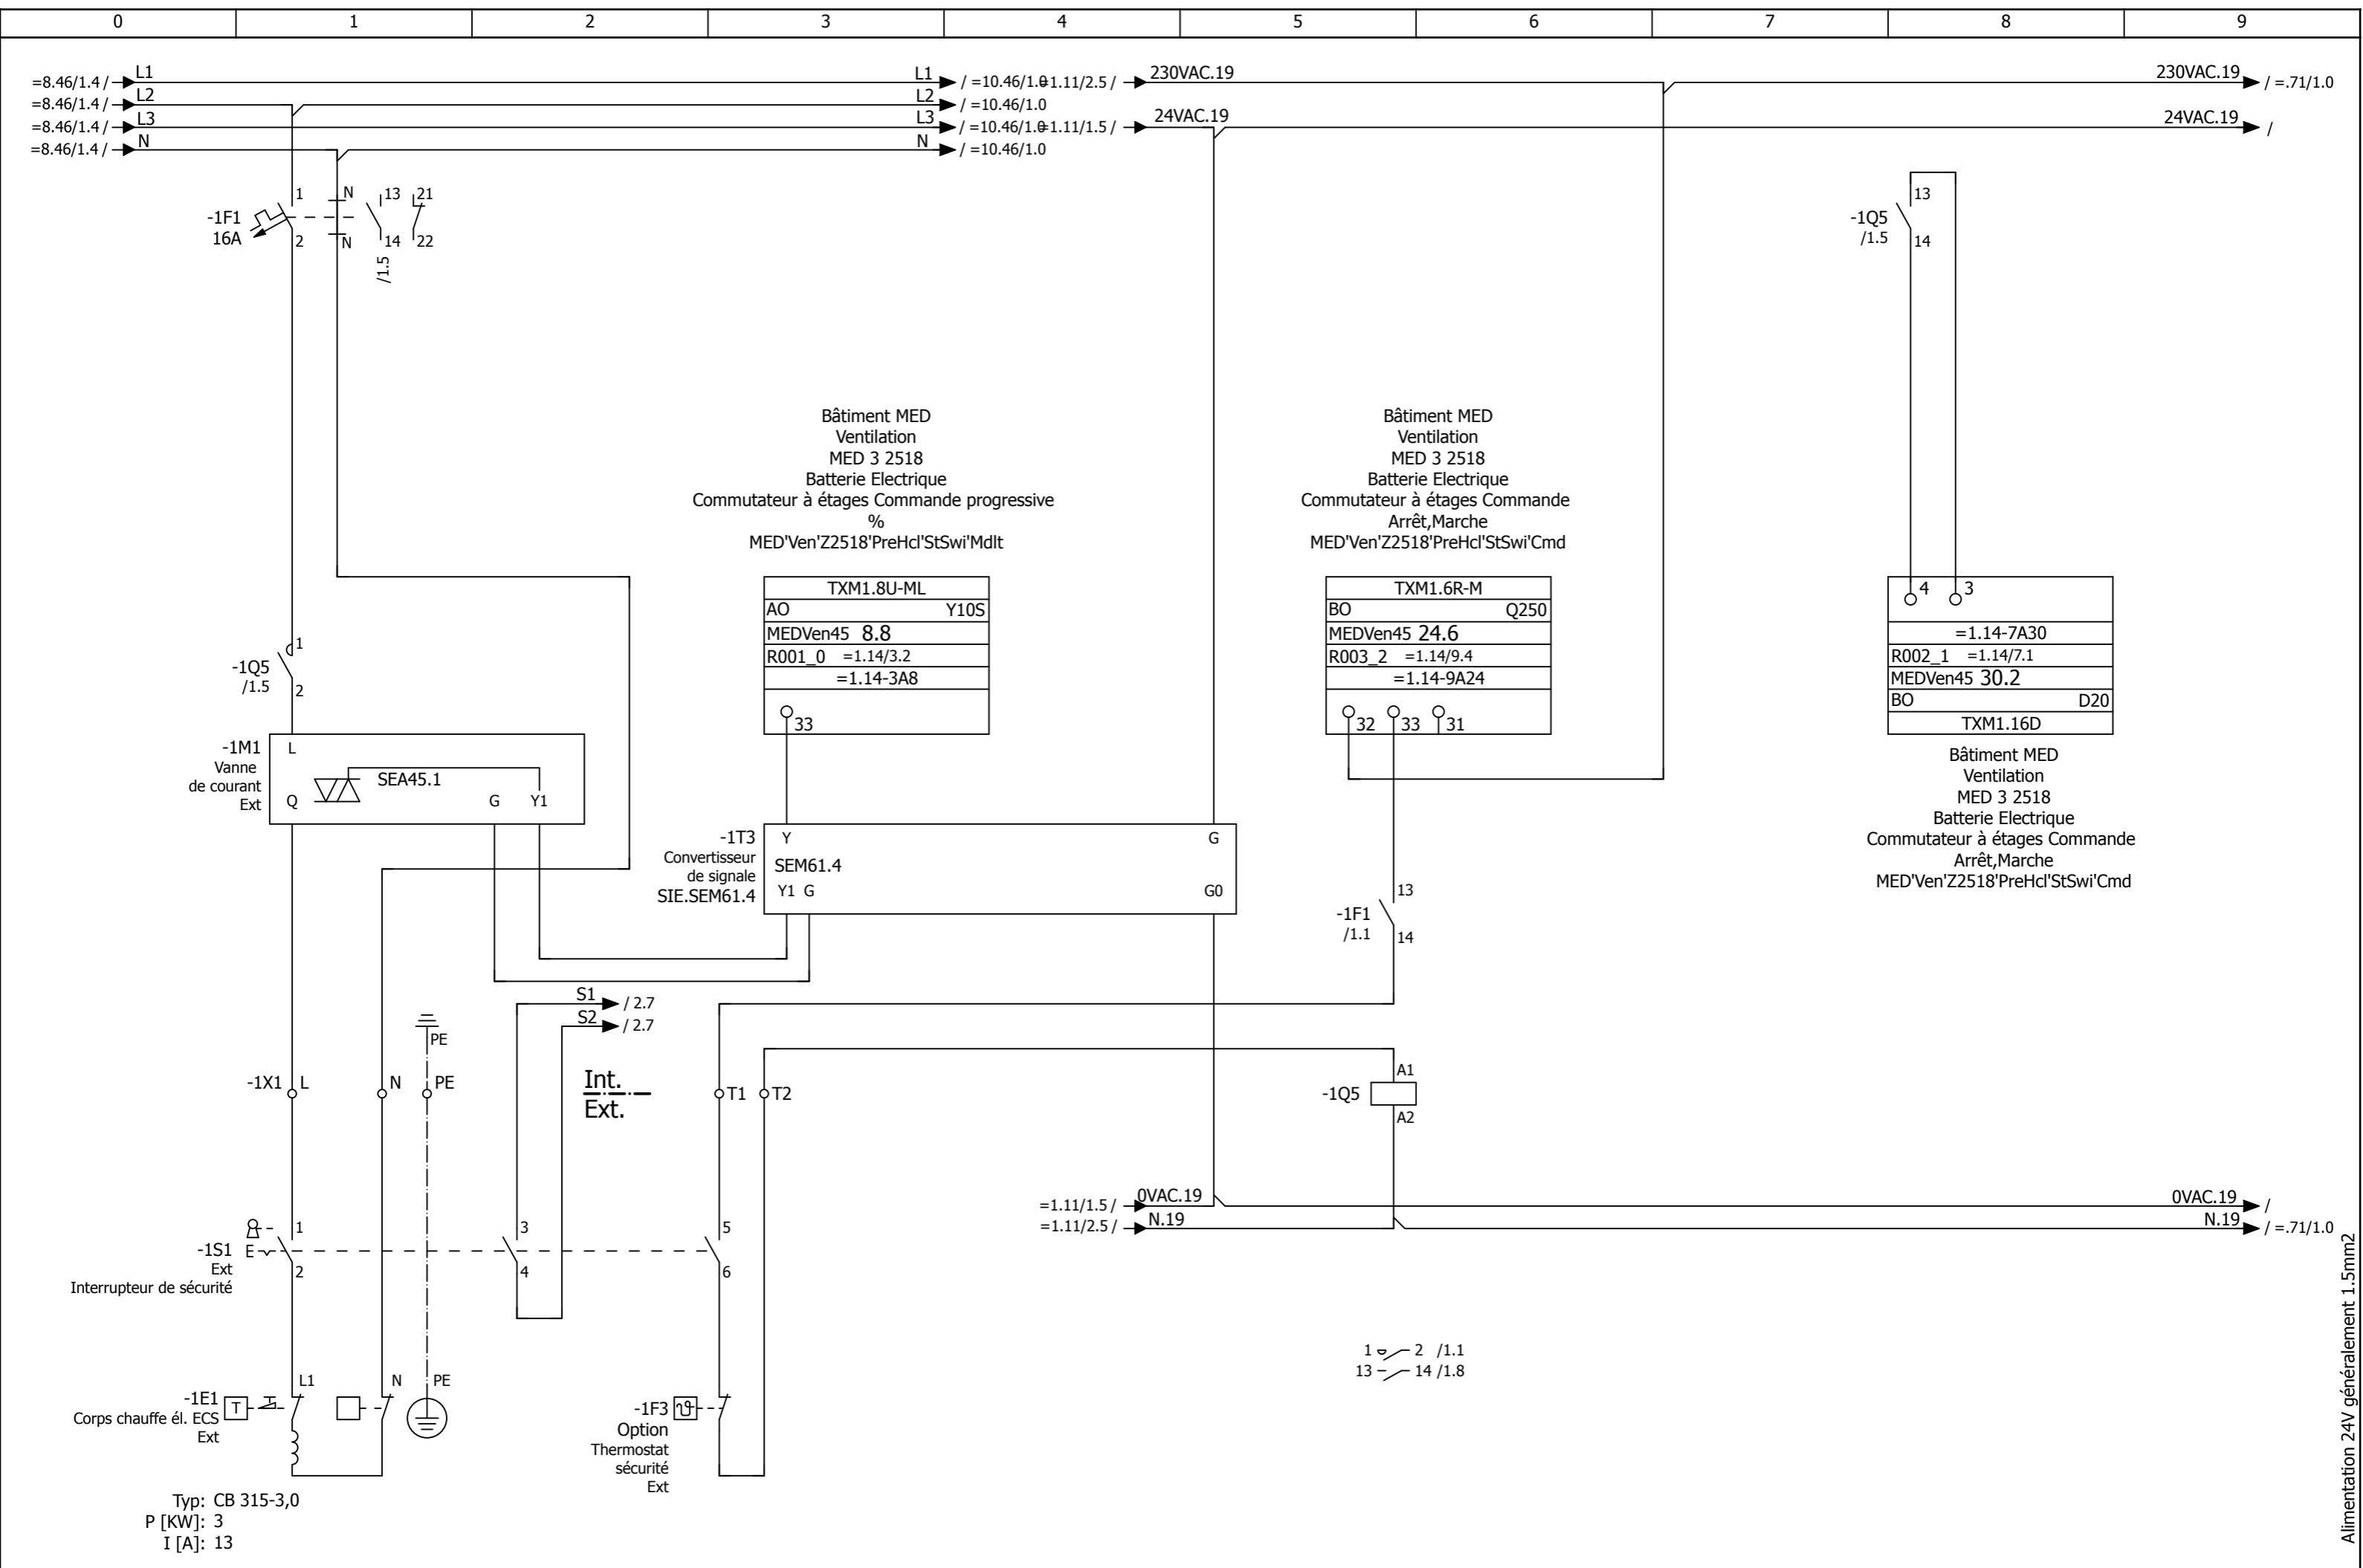 0 1 2 3 4 5 6 7 8 9
=8.46/1.4 / L1 L1 / =10.46/1.0 =1.11/2.5 / 230VAC.19 230VAC.19 / =.71/1.0
=8.46/1.4 / L2 L2 / =10.46/1.0
=8.46/1.4 / L3 L3 / =10.46/1.0 =1.11/1.5 / 24VAC.19 24VAC.19 /
=8.46/1.4 / N N / =10.46/1.0
1 N 13 21
-1F1
16A
2 N 14 22
/1.5
13
-1Q5
/1.5
14
Bâtiment MED
Ventilation
MED 3 2518
Batterie Electrique
Commutateur à étages Commande progressive
%
MED'Ven'Z2518'PreHcl'StSwi'Mdlt
TXM1.8U-ML
AO Y10S
MEDVen45 8.8
R001_0 =1.14/3.2
=1.14-3A8
33
Bâtiment MED
Ventilation
MED 3 2518
Batterie Electrique
Commutateur à étages Commande
Arrêt,Marche
MED'Ven'Z2518'PreHcl'StSwi'Cmd
TXM1.6R-M
BO Q250
MEDVen45 24.6
R003_2 =1.14/9.4
=1.14-9A24
32 33 31
4 3
=1.14-7A30
R002_1 =1.14/7.1
MEDVen45 30.2
BO D20
TXM1.16D
Bâtiment MED
Ventilation
MED 3 2518
Batterie Electrique
Commutateur à étages Commande
Arrêt,Marche
MED'Ven'Z2518'PreHcl'StSwi'Cmd
1
-1Q5
/1.5
2
-1M1
Vanne
de courant
Ext
L
SEA45.1
Q G Y1
-1T3
Convertisseur
de signale
SIE.SEM61.4
Y G
SEM61.4
Y1 G G0
13
-1F1
/1.1
14
S1 / 2.7
S2 / 2.7
PE
-1X1 L N PE
Int.
Ext.
T1 T2
A1
-1Q5
A2
=1.11/1.5 / 0VAC.19 0VAC.19 /
=1.11/2.5 / N.19 N.19 / =.71/1.0
1 3 5
-1S1 E
Ext
Interrupteur de sécurité
2 4 6
L1 N PE
-1E1 T
Corps chauffe él. ECS
Ext
-1F3
Option
Thermostat
sécurité
Ext
1 2 /1.1
13 14 /1.8
Typ: CB 315-3,0
P [KW]: 3
I [A]: 13
Alimentation 24V généralement 1.5mm2